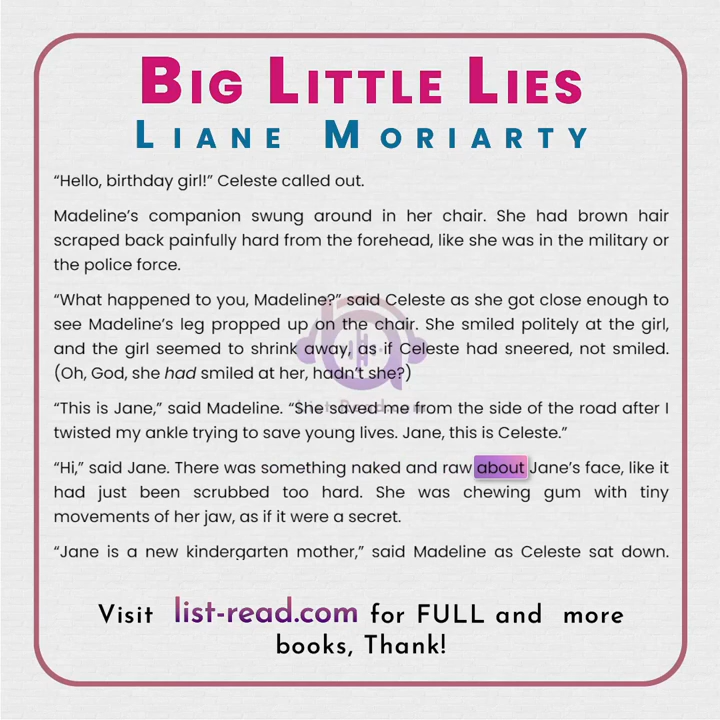 BIG LITTLE LIES
LIANE MORIARTY
“Hello, birthday girl!” Celeste called out.
Madeline’s companion swung around in her chair. She had brown hair
scraped back painfully hard from the forehead, like she was in the military or
the police force.
“What happened to you, Madeline?” said Celeste as she got close enough to
see Madeline’s leg propped up on the chair. She smiled politely at the girl,
and the girl seemed to shrink away, as if Celeste had sneered, not smiled.
(Oh, God, she had smiled at her, hadn’t she?)
“This is Jane,” said Madeline. “She saved me from the side of the road after I
twisted my ankle trying to save young lives. Jane, this is Celeste.”
“Hi,” said Jane. There was something naked and raw about Jane’s face, like it
had just been scrubbed too hard. She was chewing gum with tiny
movements of her jaw, as if it were a secret.
“Jane is a new kindergarten mother,” said Madeline as Celeste sat down.
Visit list-read.com for FULL and more
books, Thank!